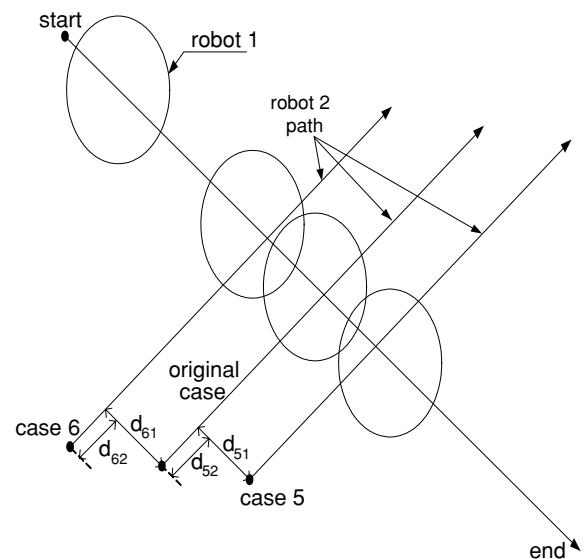 start
robot 1
robot 2
path
original
case
case 6
d61
d62
d51
d52
case 5
end